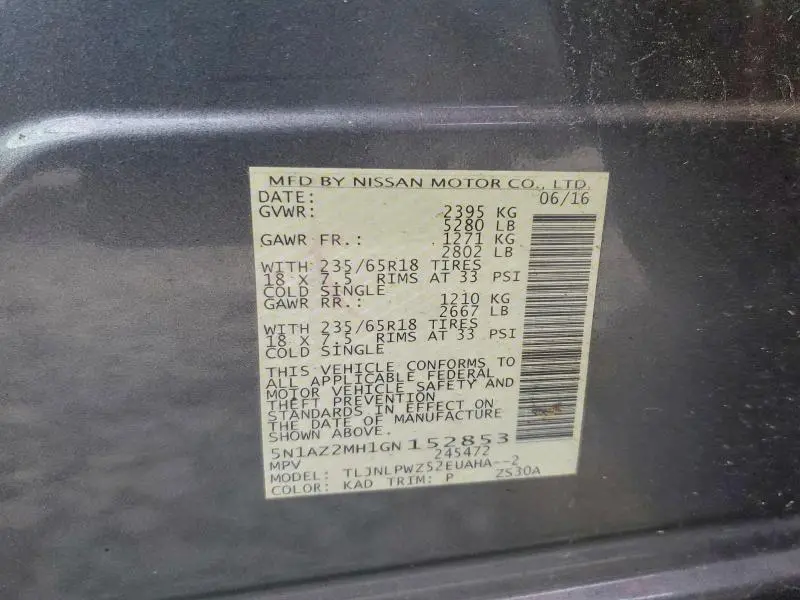 MFD BY NISSAN MOTOR CO., LTD.
DATE: 06/16
GVWR: 2395 KG
5280 LB
GAWR FR.: 1271 KG
2802 LB
WITH 235/65R18 TIRES
18 X 7.5 RIMS AT 33 PSI
COLD SINGLE
GAWR RR.: 1210 KG
2667 LB
WITH 235/65R18 TIRES
18 X 7.5 RIMS AT 33 PSI
COLD SINGLE
THIS VEHICLE CONFORMS TO
ALL APPLICABLE FEDERAL
MOTOR VEHICLE SAFETY AND
THEFT PREVENTION
STANDARDS IN EFFECT ON
THE DATE OF MANUFACTURE
SHOWN ABOVE.
5N1AZ2MH1GN152853
MPV 245472
MODEL: TLJNLPWZ52EUAHA--2
COLOR: KAD TRIM: P ZS30A